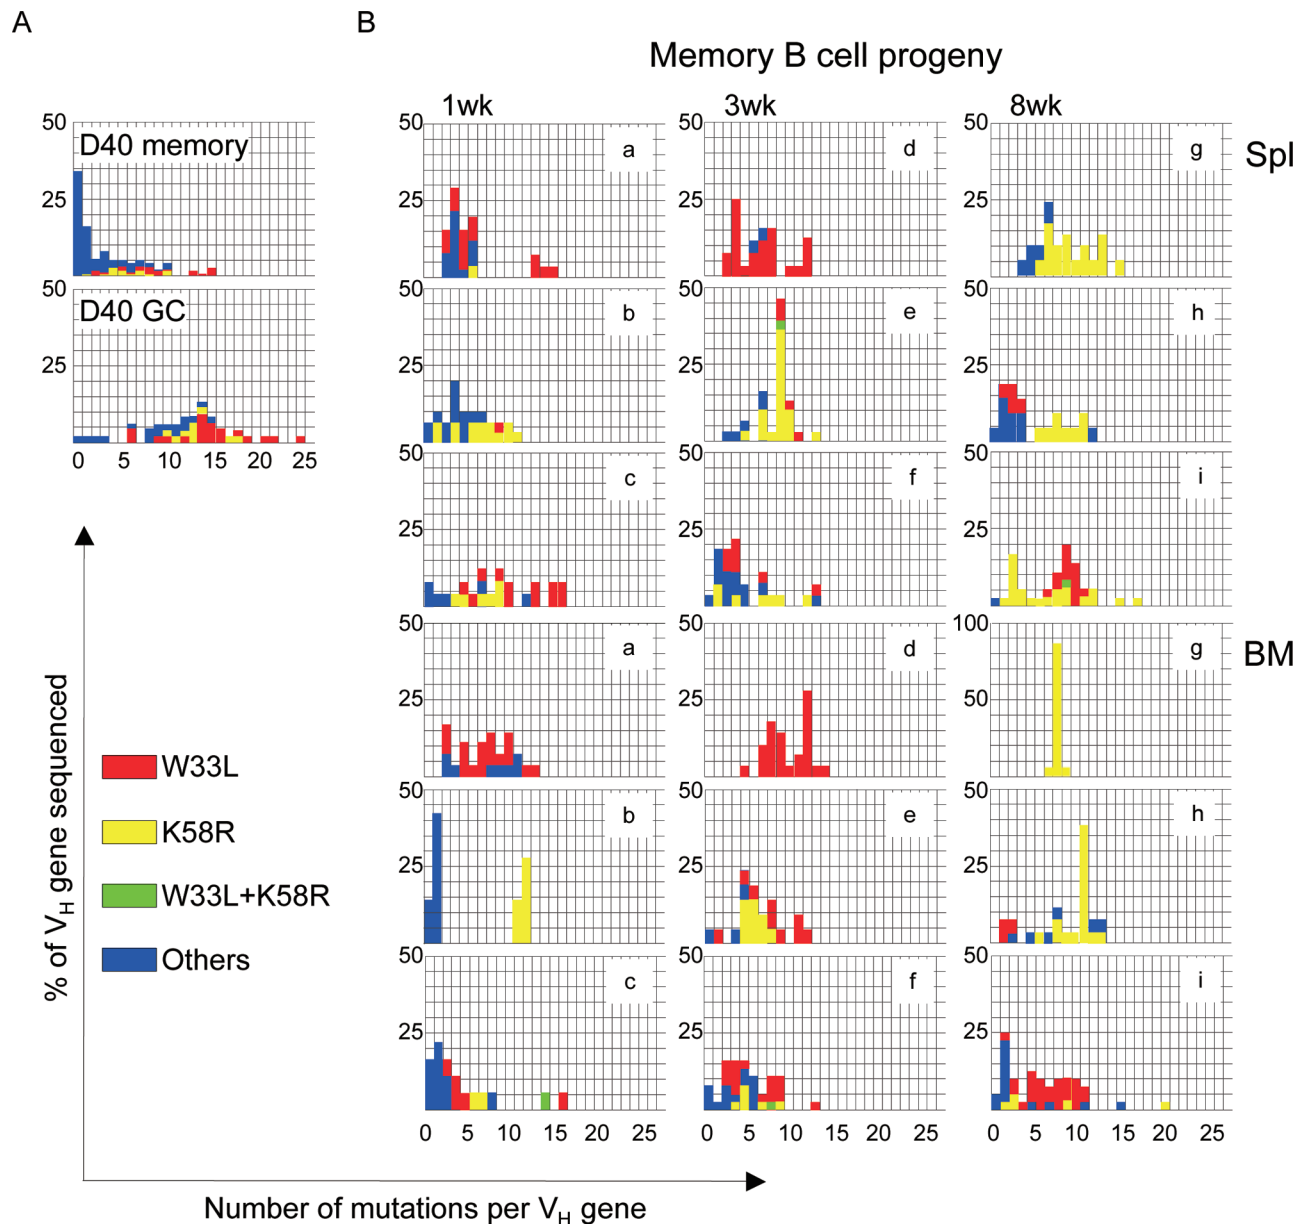 A
B
Memory B cell progeny
1wk
3wk
8wk
50
D40 memory
25
50
D40 GC
25
0 5 10 15 20 25
50
a
25
50
d
25
50
g
25
Spl
50
b
25
50
e
25
50
h
25
50
c
25
50
f
25
50
i
25
50
a
25
50
d
25
100
g
50
BM
50
b
25
50
e
25
50
h
25
50
c
25
50
f
25
50
i
25
0 5 10 15 20 25
0 5 10 15 20 25
0 5 10 15 20 25
W33L
K58R
W33L+K58R
Others
% of VH gene sequenced
Number of mutations per VH gene